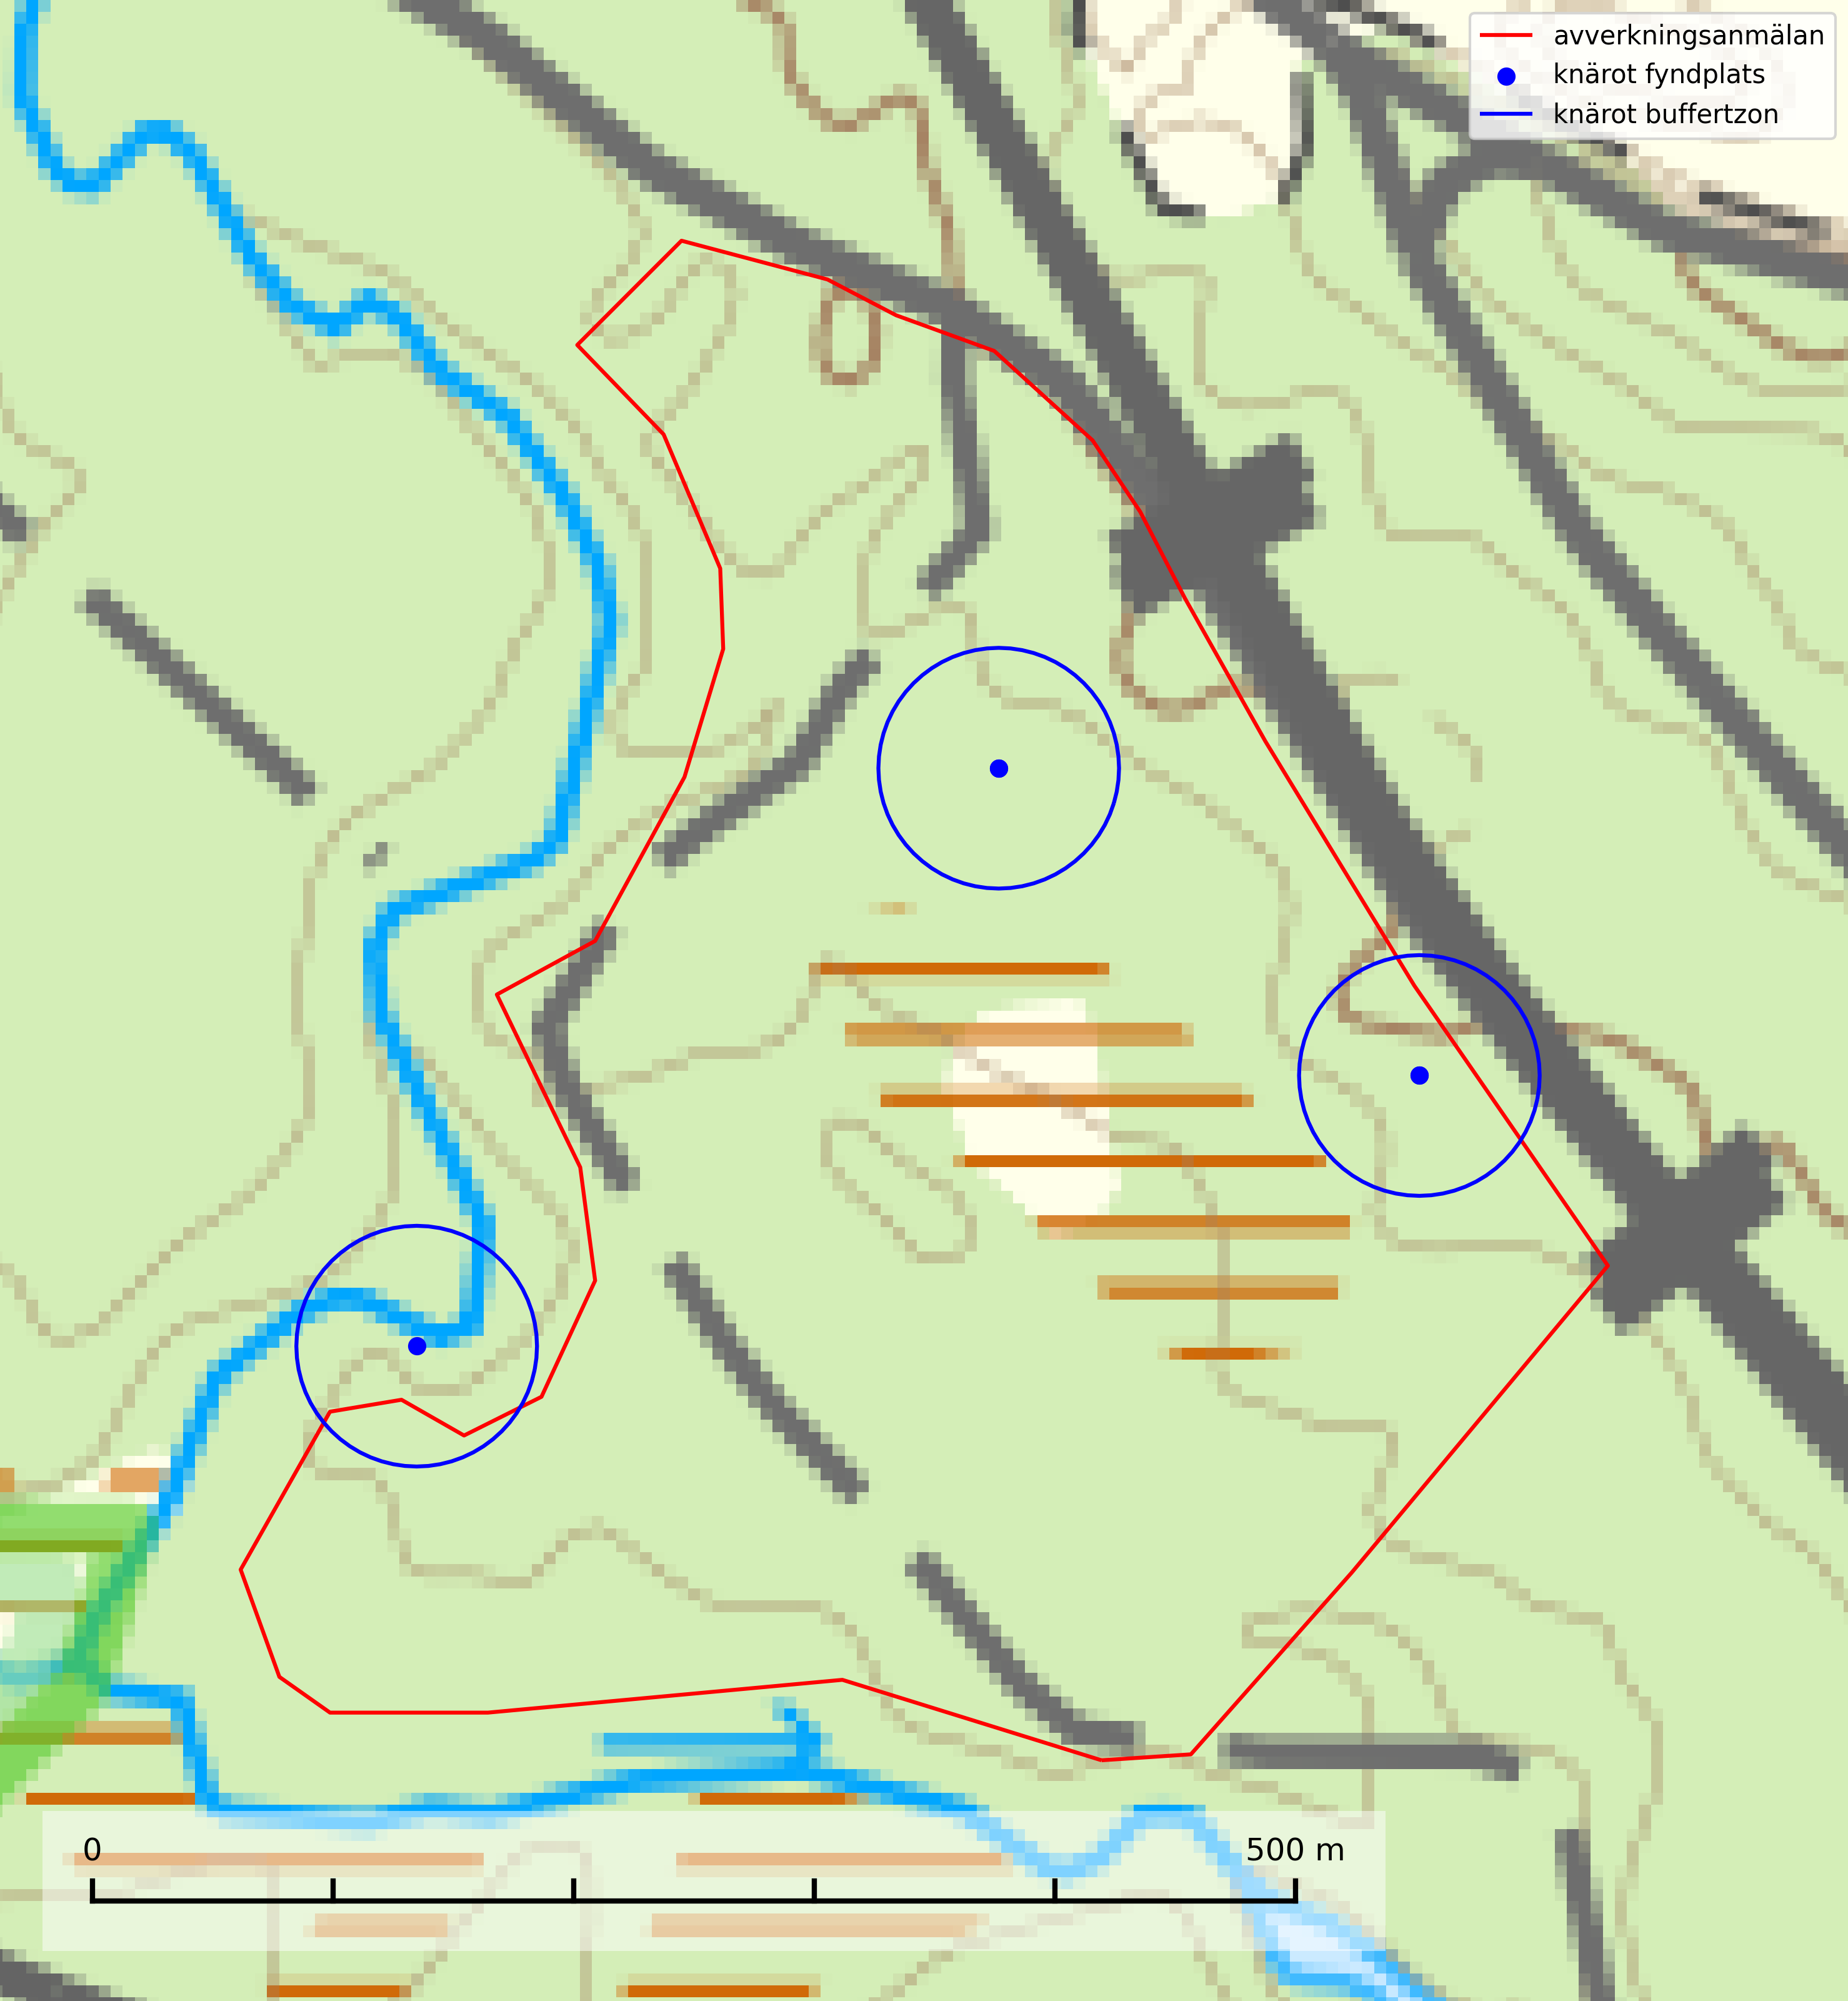 avverkningsanmälan
knärot fyndplats
knärot buffertzon
0 500 m